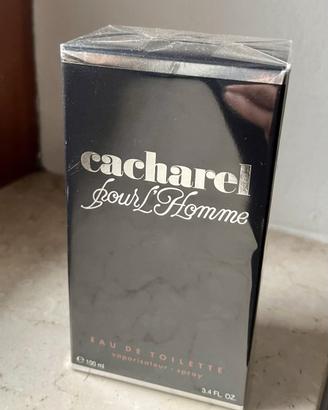 cacharel
pour L'Homme
EAU DE TOILETTE
vaporisateur - spray
℮ 100 ml
3.4 FL. OZ.